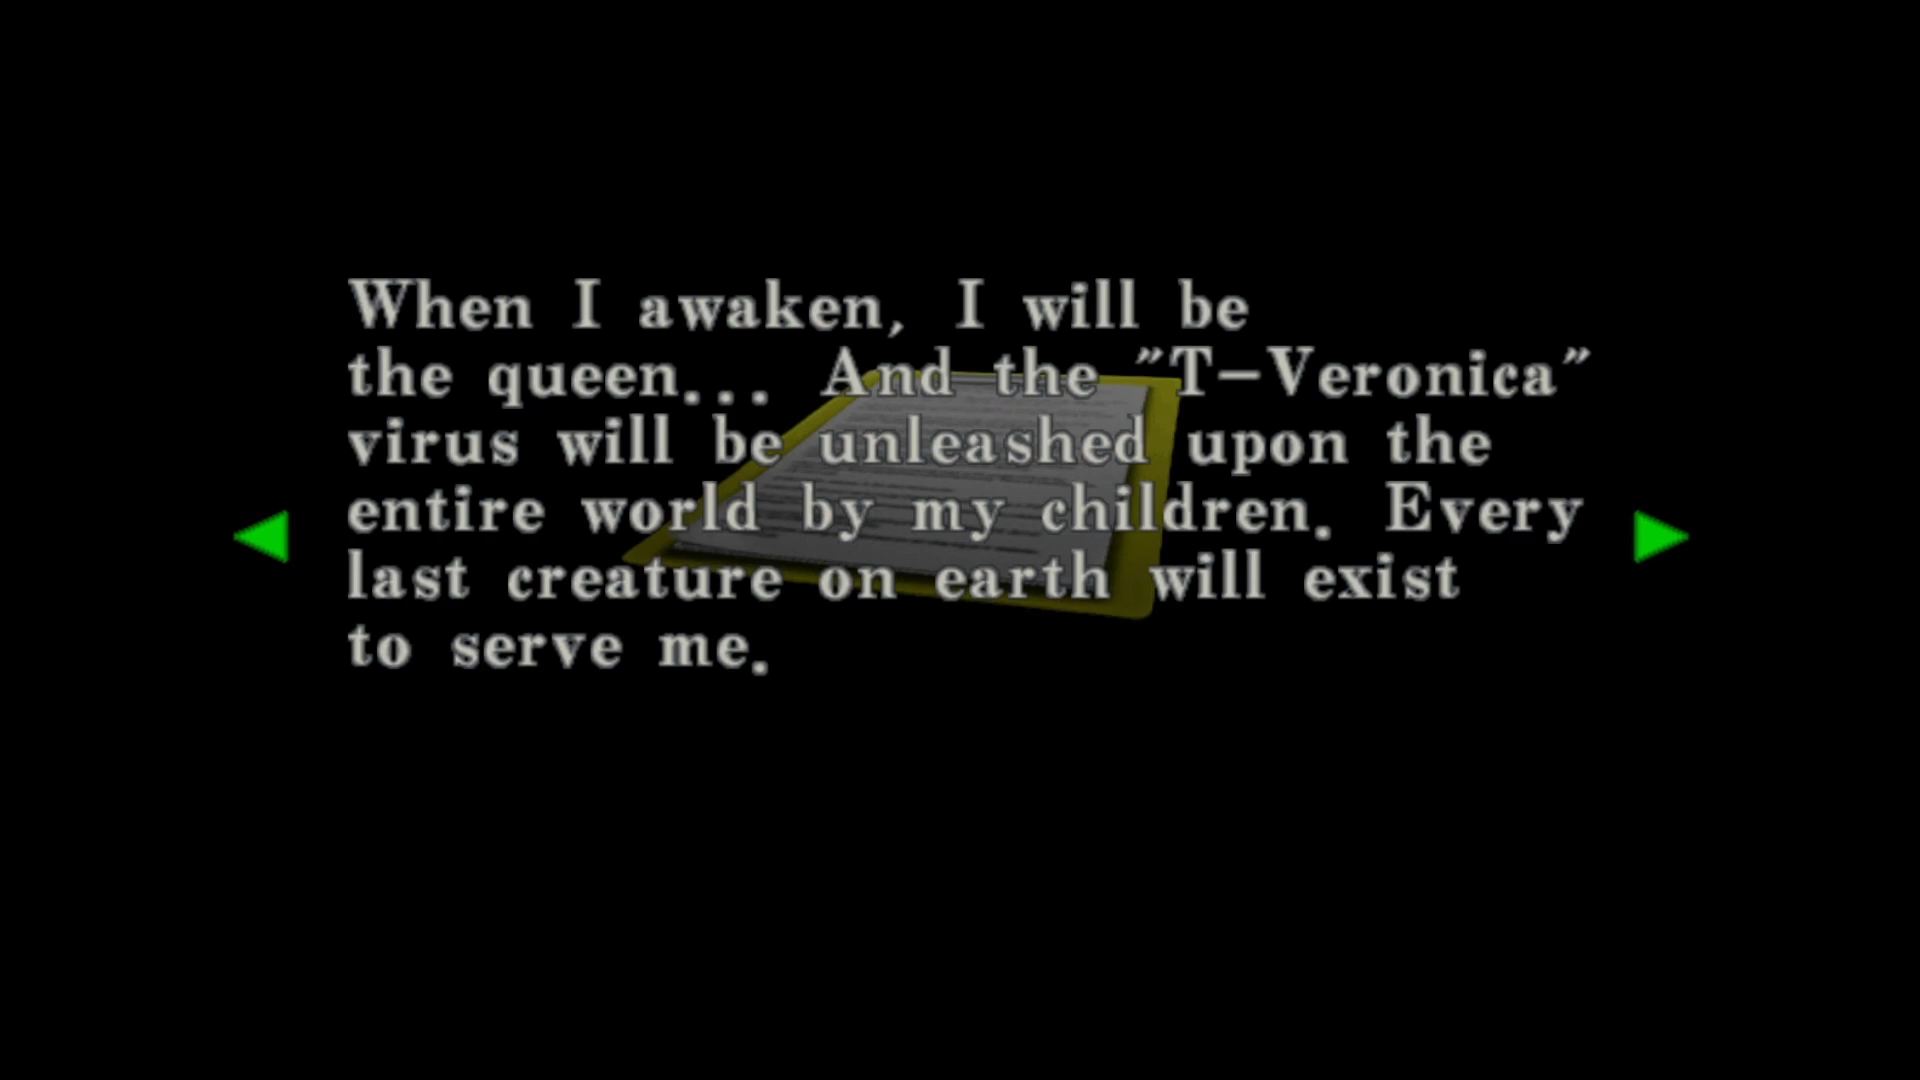 When I awaken, I will be
the queen... And the "T-Veronica"
virus will be unleashed upon the
entire world by my children. Every
last creature on earth will exist
to serve me.